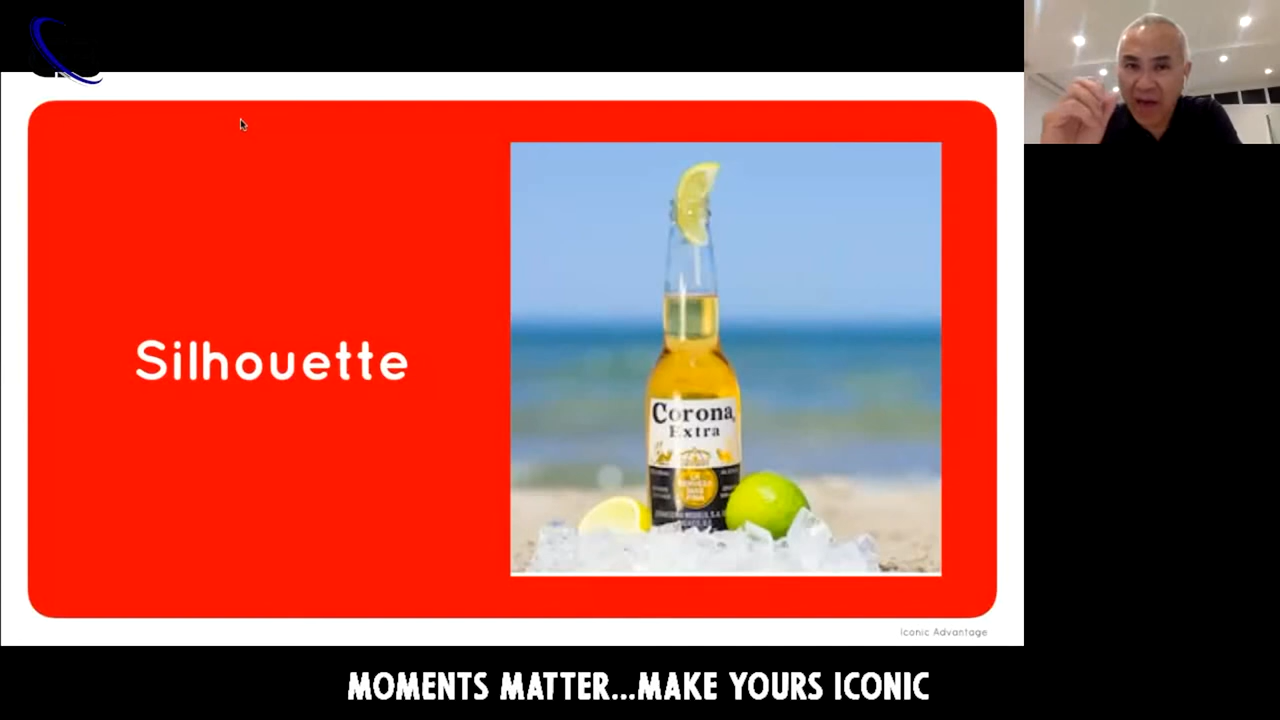 Silhouette
Corona
Extra
Iconic Advantage
MOMENTS MATTER...MAKE YOURS ICONIC